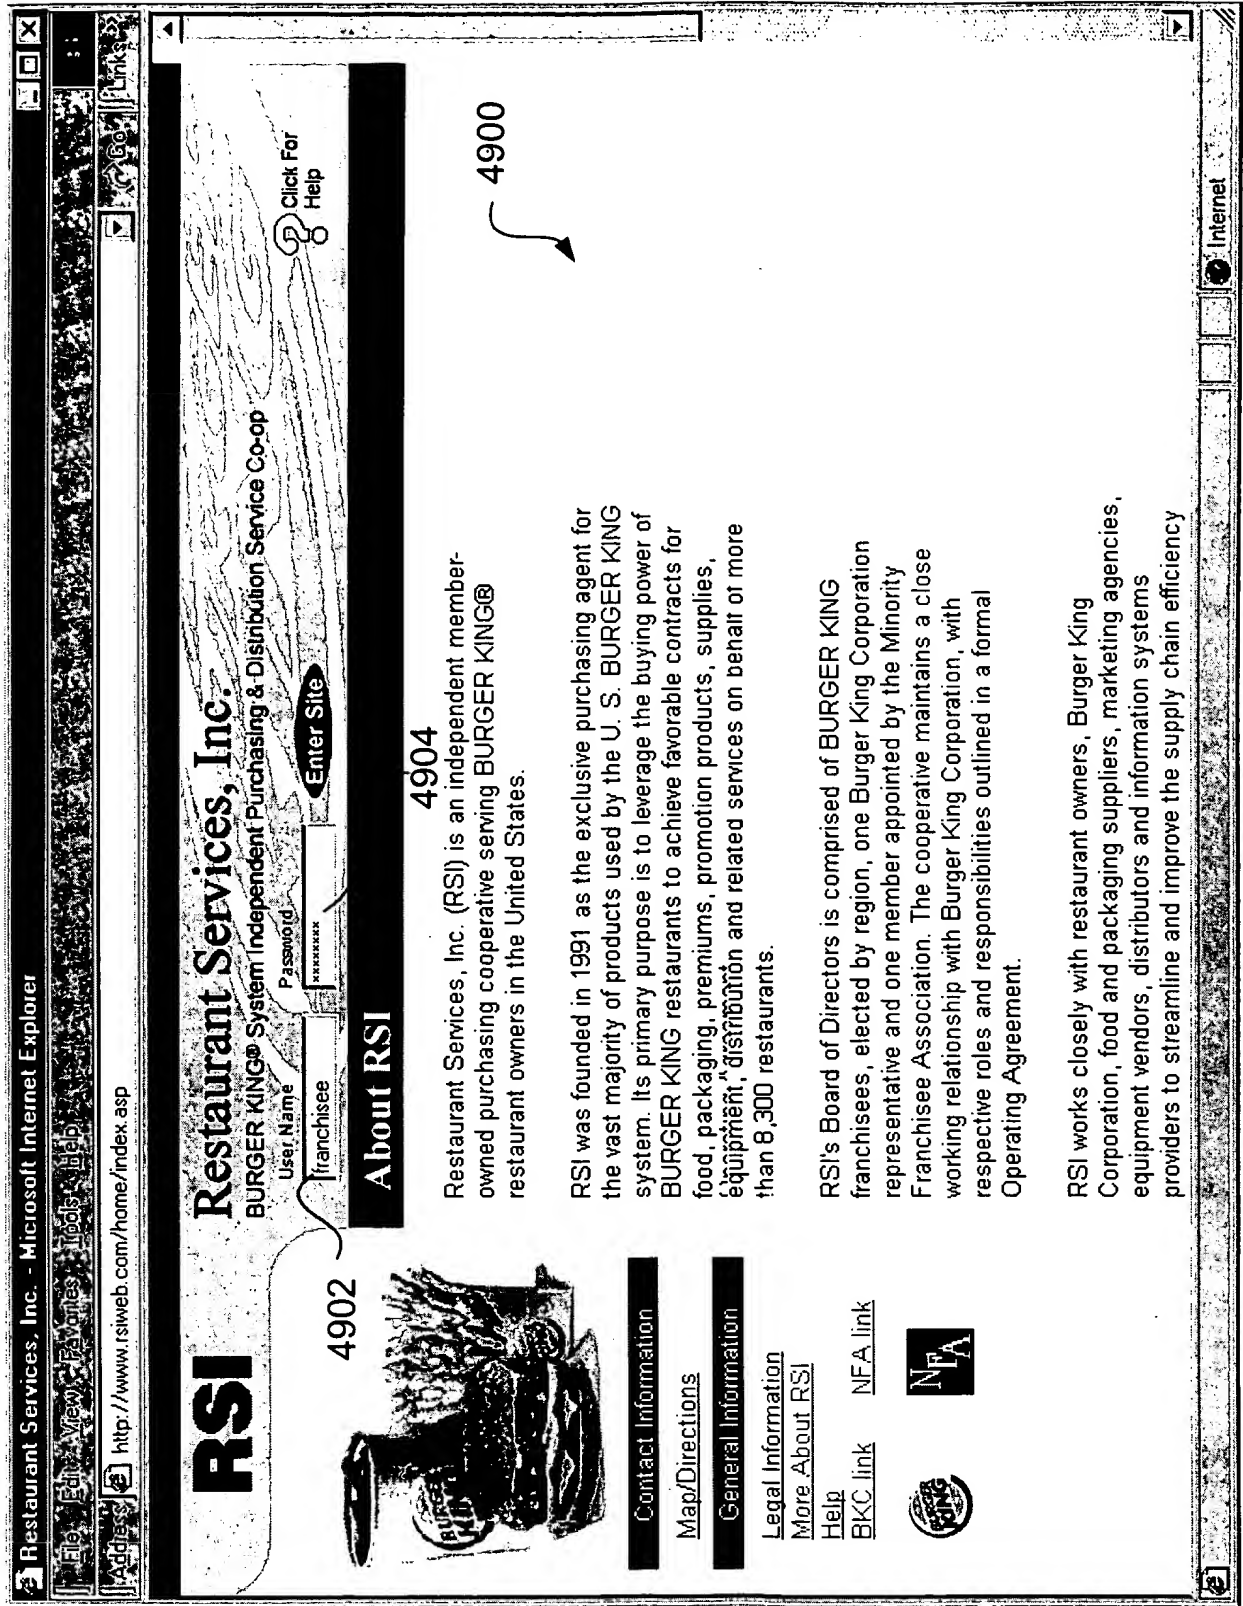 Restaurant Services, Inc. - Microsoft Internet Explorer
File Edit View Favorites Tools Help
Address http://www.rsiweb.com/home/index.asp Go Links »
RSI
Restaurant Services, Inc.
BURGER KING® System Independent Purchasing & Distribution Service Co-op
User Name Password
franchisee xxxxxxxx Enter Site Click For
Help
4902
4904
About RSI
4900
Restaurant Services, Inc. (RSI) is an independent member-
owned purchasing cooperative serving BURGER KING®
restaurant owners in the United States.
RSI was founded in 1991 as the exclusive purchasing agent for
the vast majority of products used by the U. S. BURGER KING
system. Its primary purpose is to leverage the buying power of
BURGER KING restaurants to achieve favorable contracts for
food, packaging, premiums, promotion products, supplies,
equipment, distribution and related services on behalf of more
than 8,300 restaurants.
RSI's Board of Directors is comprised of BURGER KING
franchisees, elected by region, one Burger King Corporation
representative and one member appointed by the Minority
Franchisee Association. The cooperative maintains a close
working relationship with Burger King Corporation, with
respective roles and responsibilities outlined in a formal
Operating Agreement.
RSI works closely with restaurant owners, Burger King
Corporation, food and packaging suppliers, marketing agencies,
equipment vendors, distributors and information systems
providers to streamline and improve the supply chain efficiency
Contact Information
Map/Directions
General Information
Legal Information
More About RSI
Help
BKC link NFA link
BURGER KING
NFA
Internet